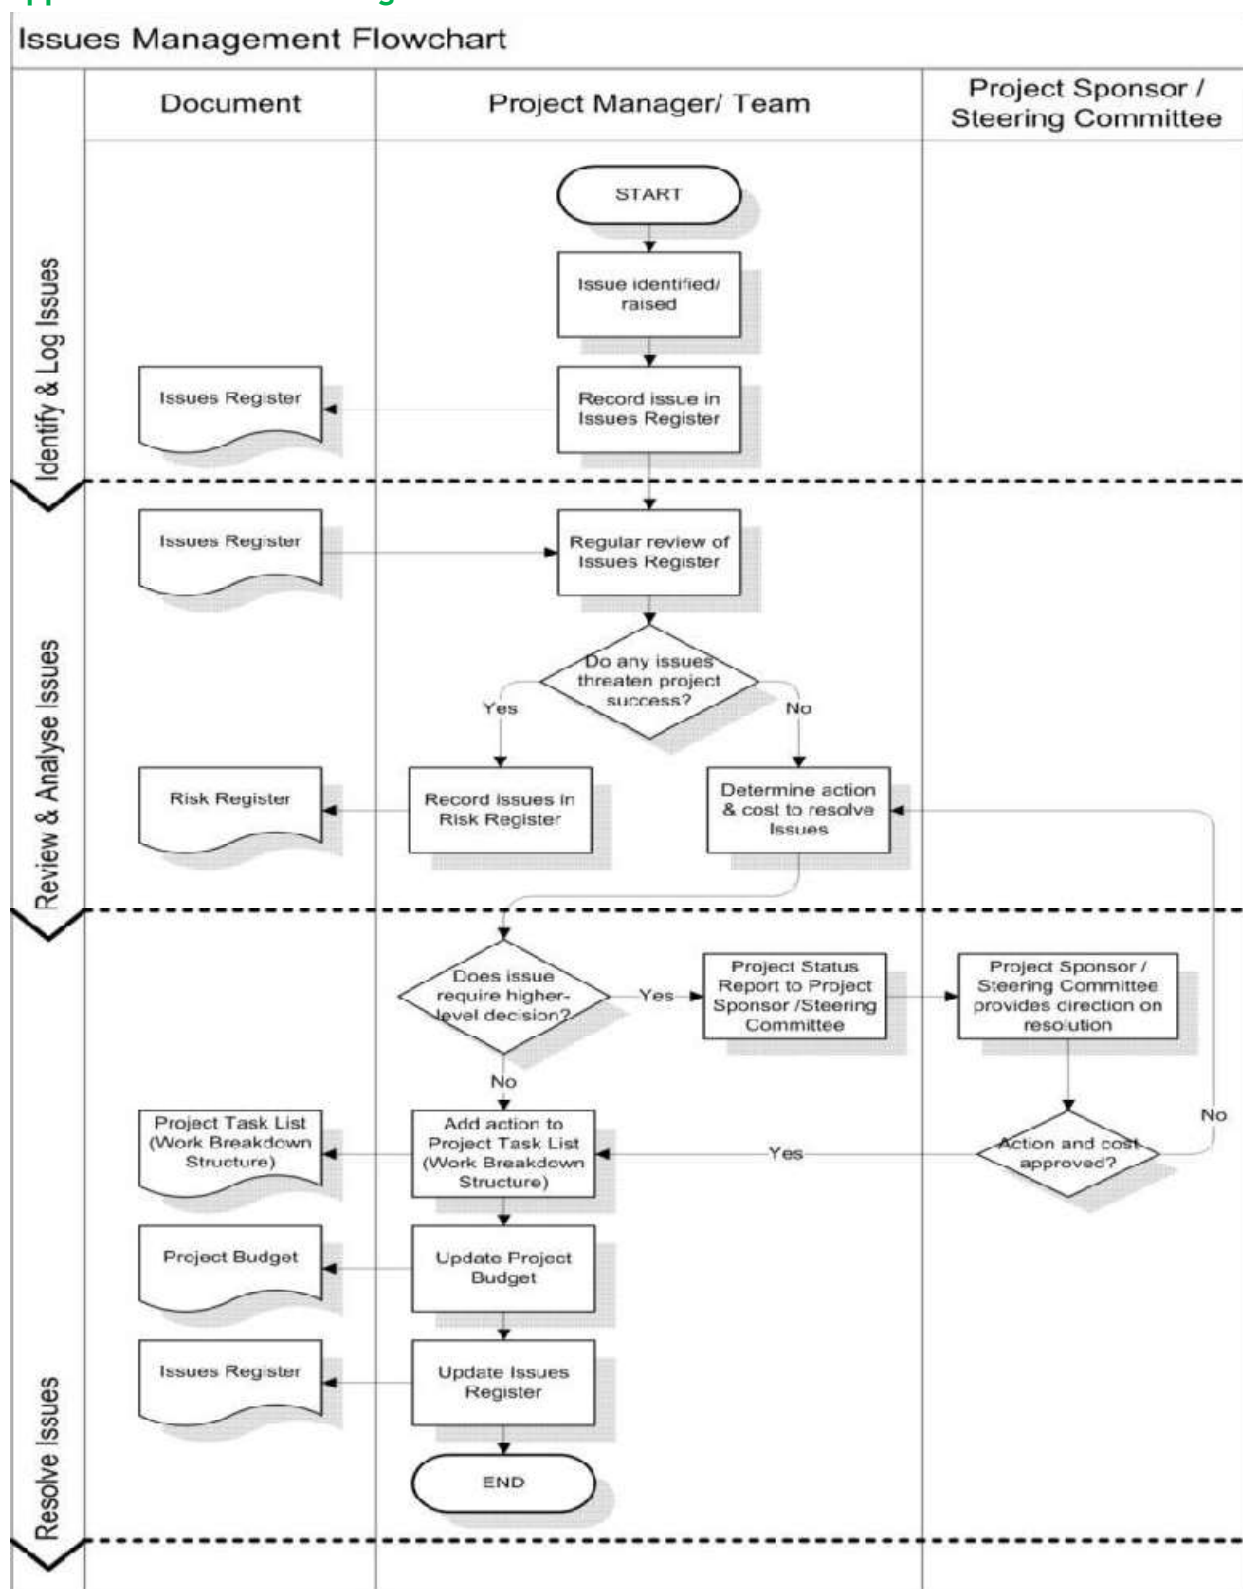 Issues Management Flowchart
Document
Project Manager/ Team
Project Sponsor /
Steering Committee
Identify & Log Issues
START
Issue identified/
raised
Issues Register
Record issue in
Issues Register
Review & Analyse Issues
Issues Register
Regular review of
Issues Register
Do any issues
threaten project
success?
Yes
No
Risk Register
Record Issues in
Risk Register
Determine action
& cost to resolve
Issues
Resolve Issues
Does issue
require higher-
level decision?
Yes
Project Status
Report to Project
Sponsor /Steering
Committee
Project Sponsor /
Steering Committee
provides direction on
resolution
No
Project Task List
(Work Breakdown
Structure)
Add action to
Project Task List
(Work Breakdown
Structure)
Yes
Action and cost
approved?
No
Project Budget
Update Project
Budget
Issues Register
Update Issues
Register
END